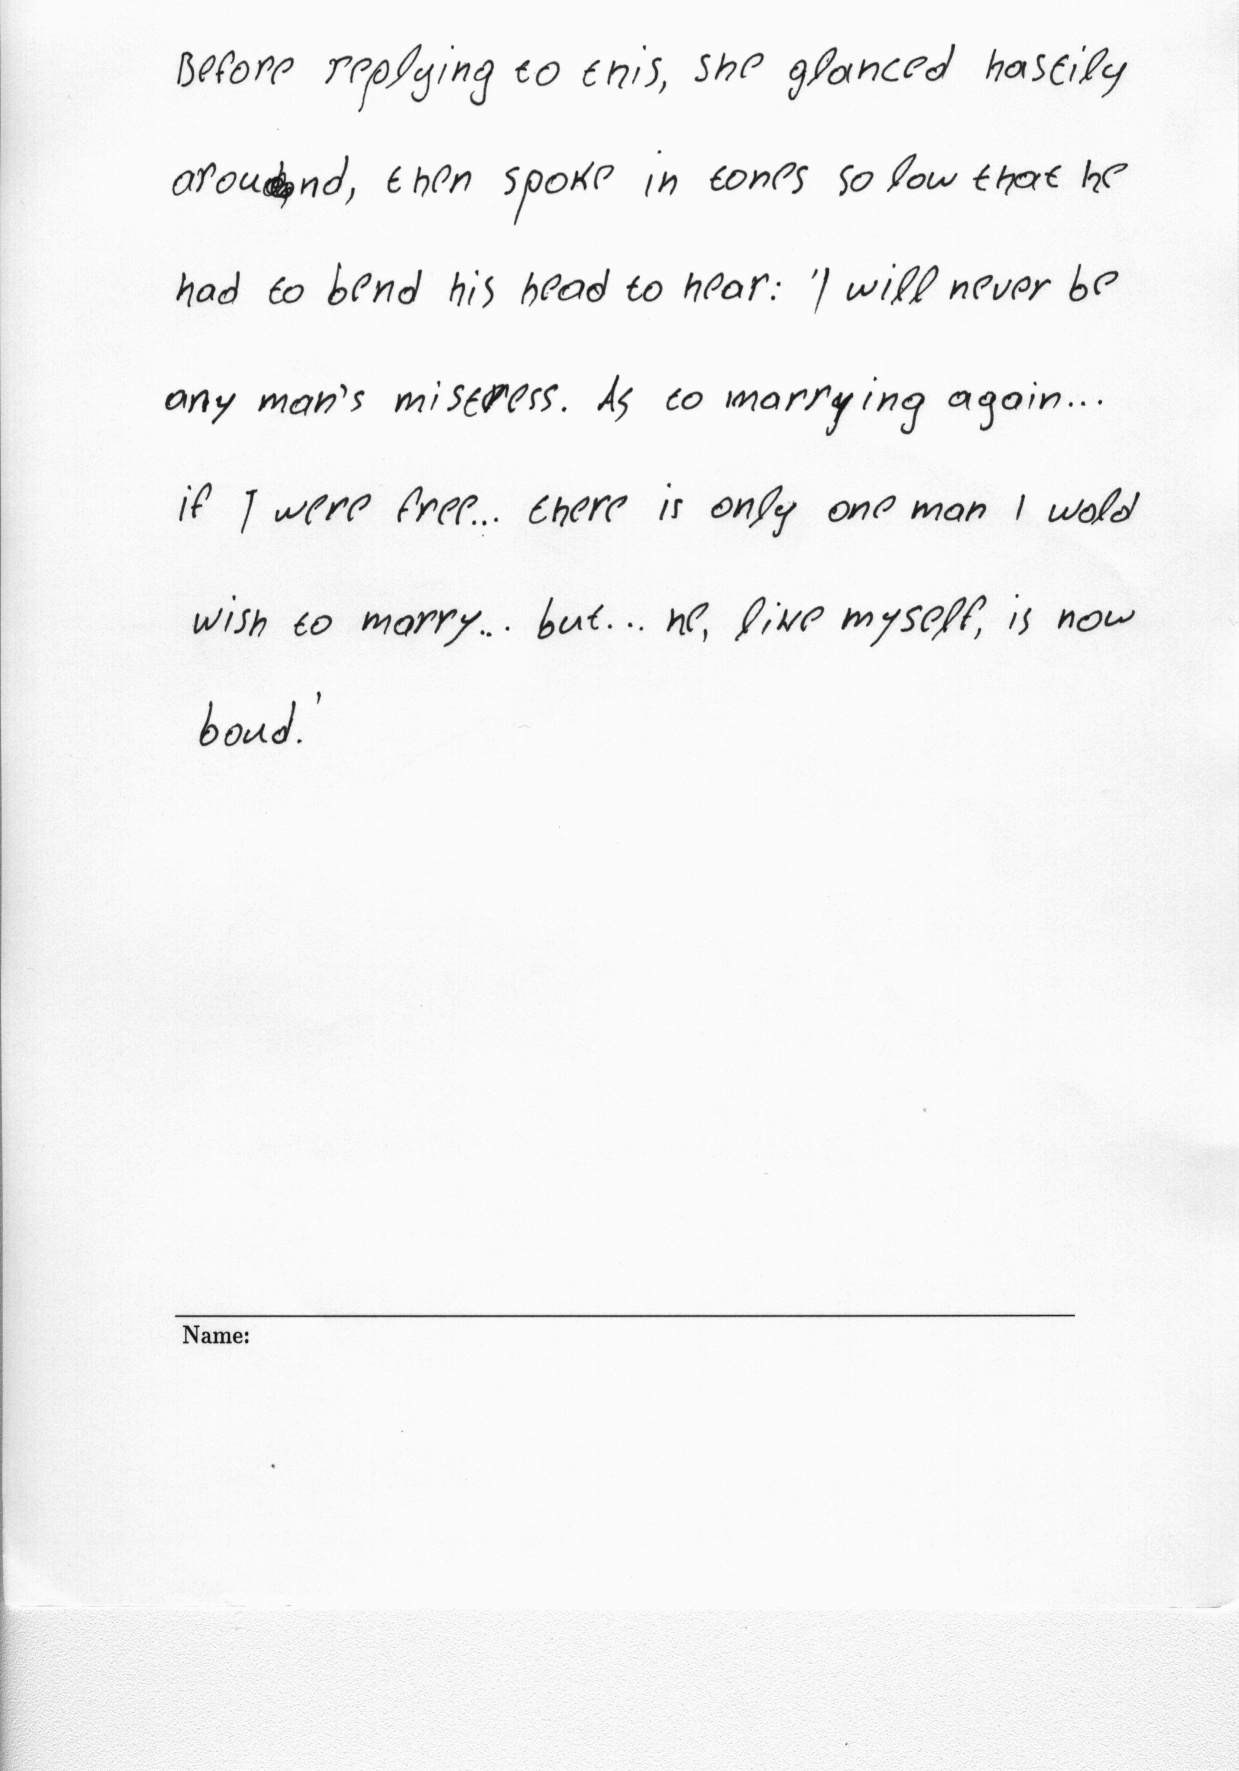 Before replying to this, she glanced hastily
around, then spoke in tones so low that he
had to bend his head to hear: 'I will never be
any man's mistress. As to marrying again...
if I were free... there is only one man I wold
wish to marry... but... he, like myself, is now
boud.'
Name: